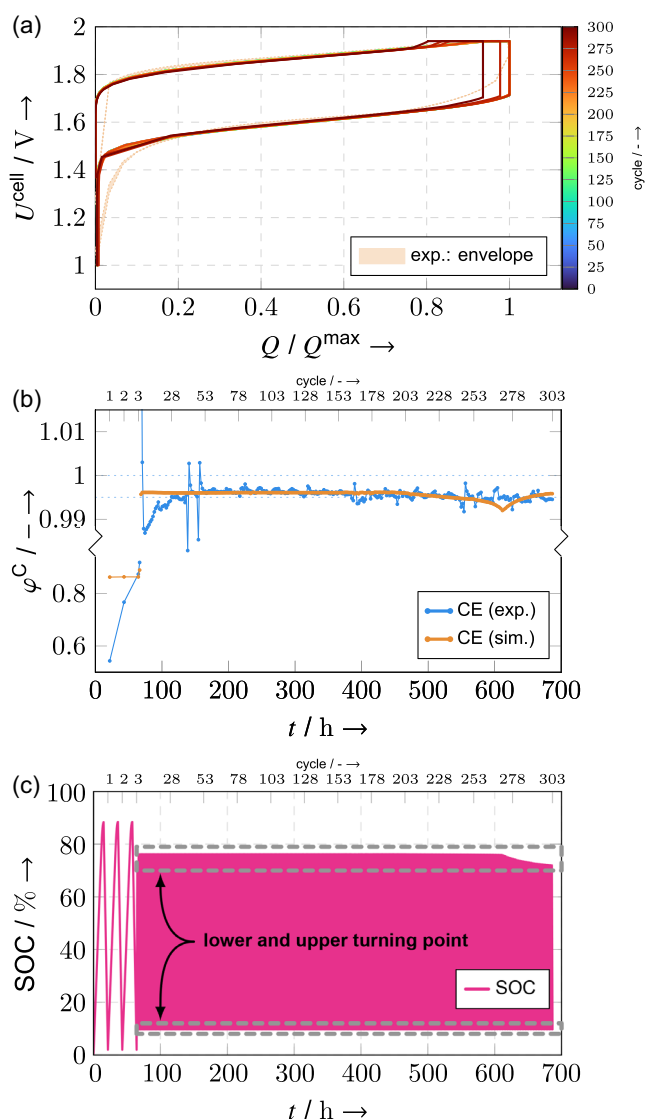 (a)
2
1.8
1.6
1.4
1.2
1
U^cell / V →
0
0.2
0.4
0.6
0.8
1
Q / Q^max →
exp.: envelope
300
275
250
225
200
175
150
125
100
75
50
25
0
cycle / - →
(b)
cycle / - →
1 2 3 28 53 78 103 128 153 178 203 228 253 278 303
1.01
1
0.99
0.8
0.6
φ^C / — →
CE (exp.)
CE (sim.)
0 100 200 300 400 500 600 700
t / h →
(c)
cycle / - →
1 2 3 28 53 78 103 128 153 178 203 228 253 278 303
100
80
60
40
20
0
SOC / % →
lower and upper turning point
SOC
0 100 200 300 400 500 600 700
t / h →